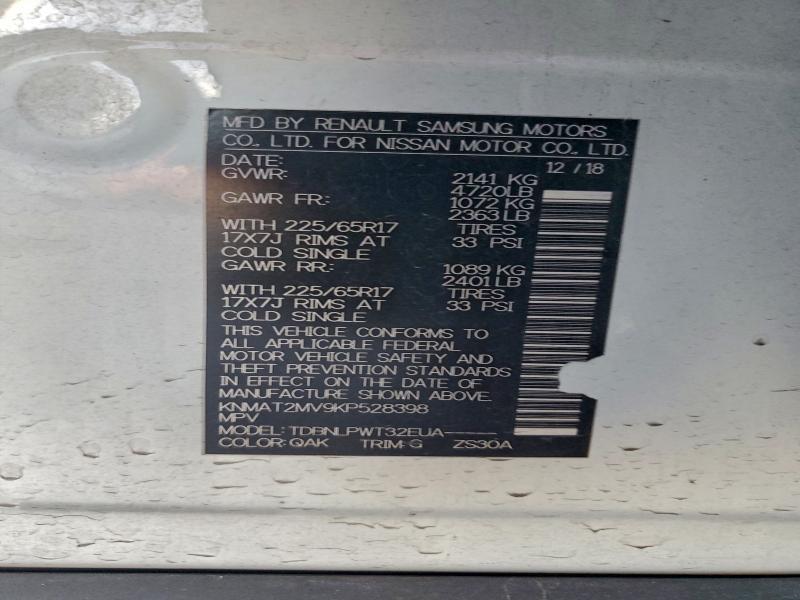 MFD BY RENAULT SAMSUNG MOTORS
CO., LTD. FOR NISSAN MOTOR CO., LTD.
DATE: 12 / 18
GVWR: 2141 KG
4720LB
GAWR FR: 1072 KG
2363 LB
WITH 225/65R17 TIRES
17X7J RIMS AT 33 PSI
COLD SINGLE
GAWR RR: 1089 KG
2401 LB
WITH 225/65R17 TIRES
17X7J RIMS AT 33 PSI
COLD SINGLE
THIS VEHICLE CONFORMS TO
ALL APPLICABLE FEDERAL
MOTOR VEHICLE SAFETY AND
THEFT PREVENTION STANDARDS
IN EFFECT ON THE DATE OF
MANUFACTURE SHOWN ABOVE.
KNMAT2MV9KP528398
MPV
MODEL: TDBNLPWT32EUA-----
COLOR: QAK TRIM: G ZS30A